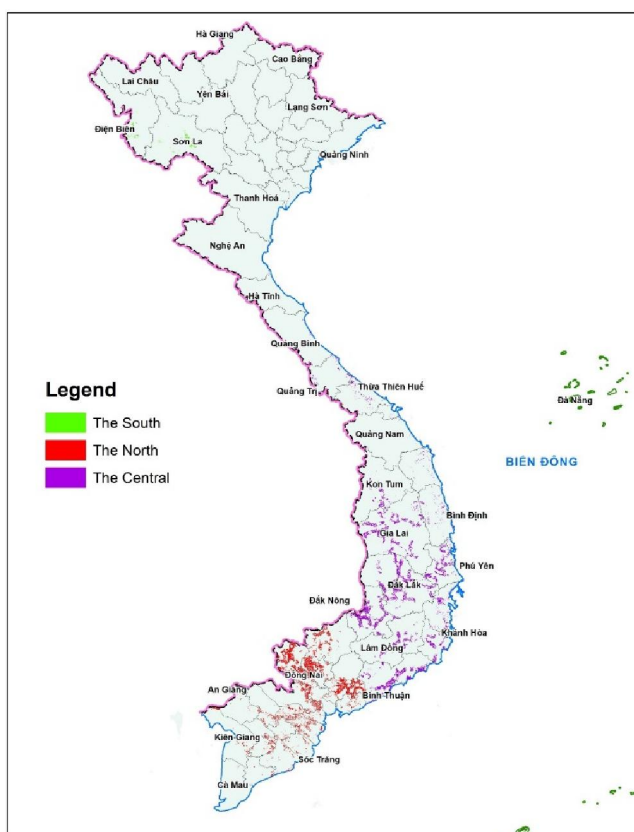 Hà Giang
Cao Bằng
Lai Châu
Yên Bái
Lạng Sơn
Điện Biên
Sơn La
Quảng Ninh
Thanh Hoá
Nghệ An
Hà Tĩnh
Quảng Bình
Quảng Trị
Thừa Thiên Huế
Đà Nẵng
Legend
The South
The North
The Central
Quảng Nam
BIỂN ĐÔNG
Kon Tum
Bình Định
Gia Lai
Phú Yên
Đắk Lắk
Đắk Nông
Khánh Hòa
Lâm Đồng
Đồng Nai
An Giang
Bình Thuận
Kiên Giang
Sóc Trăng
Cà Mau